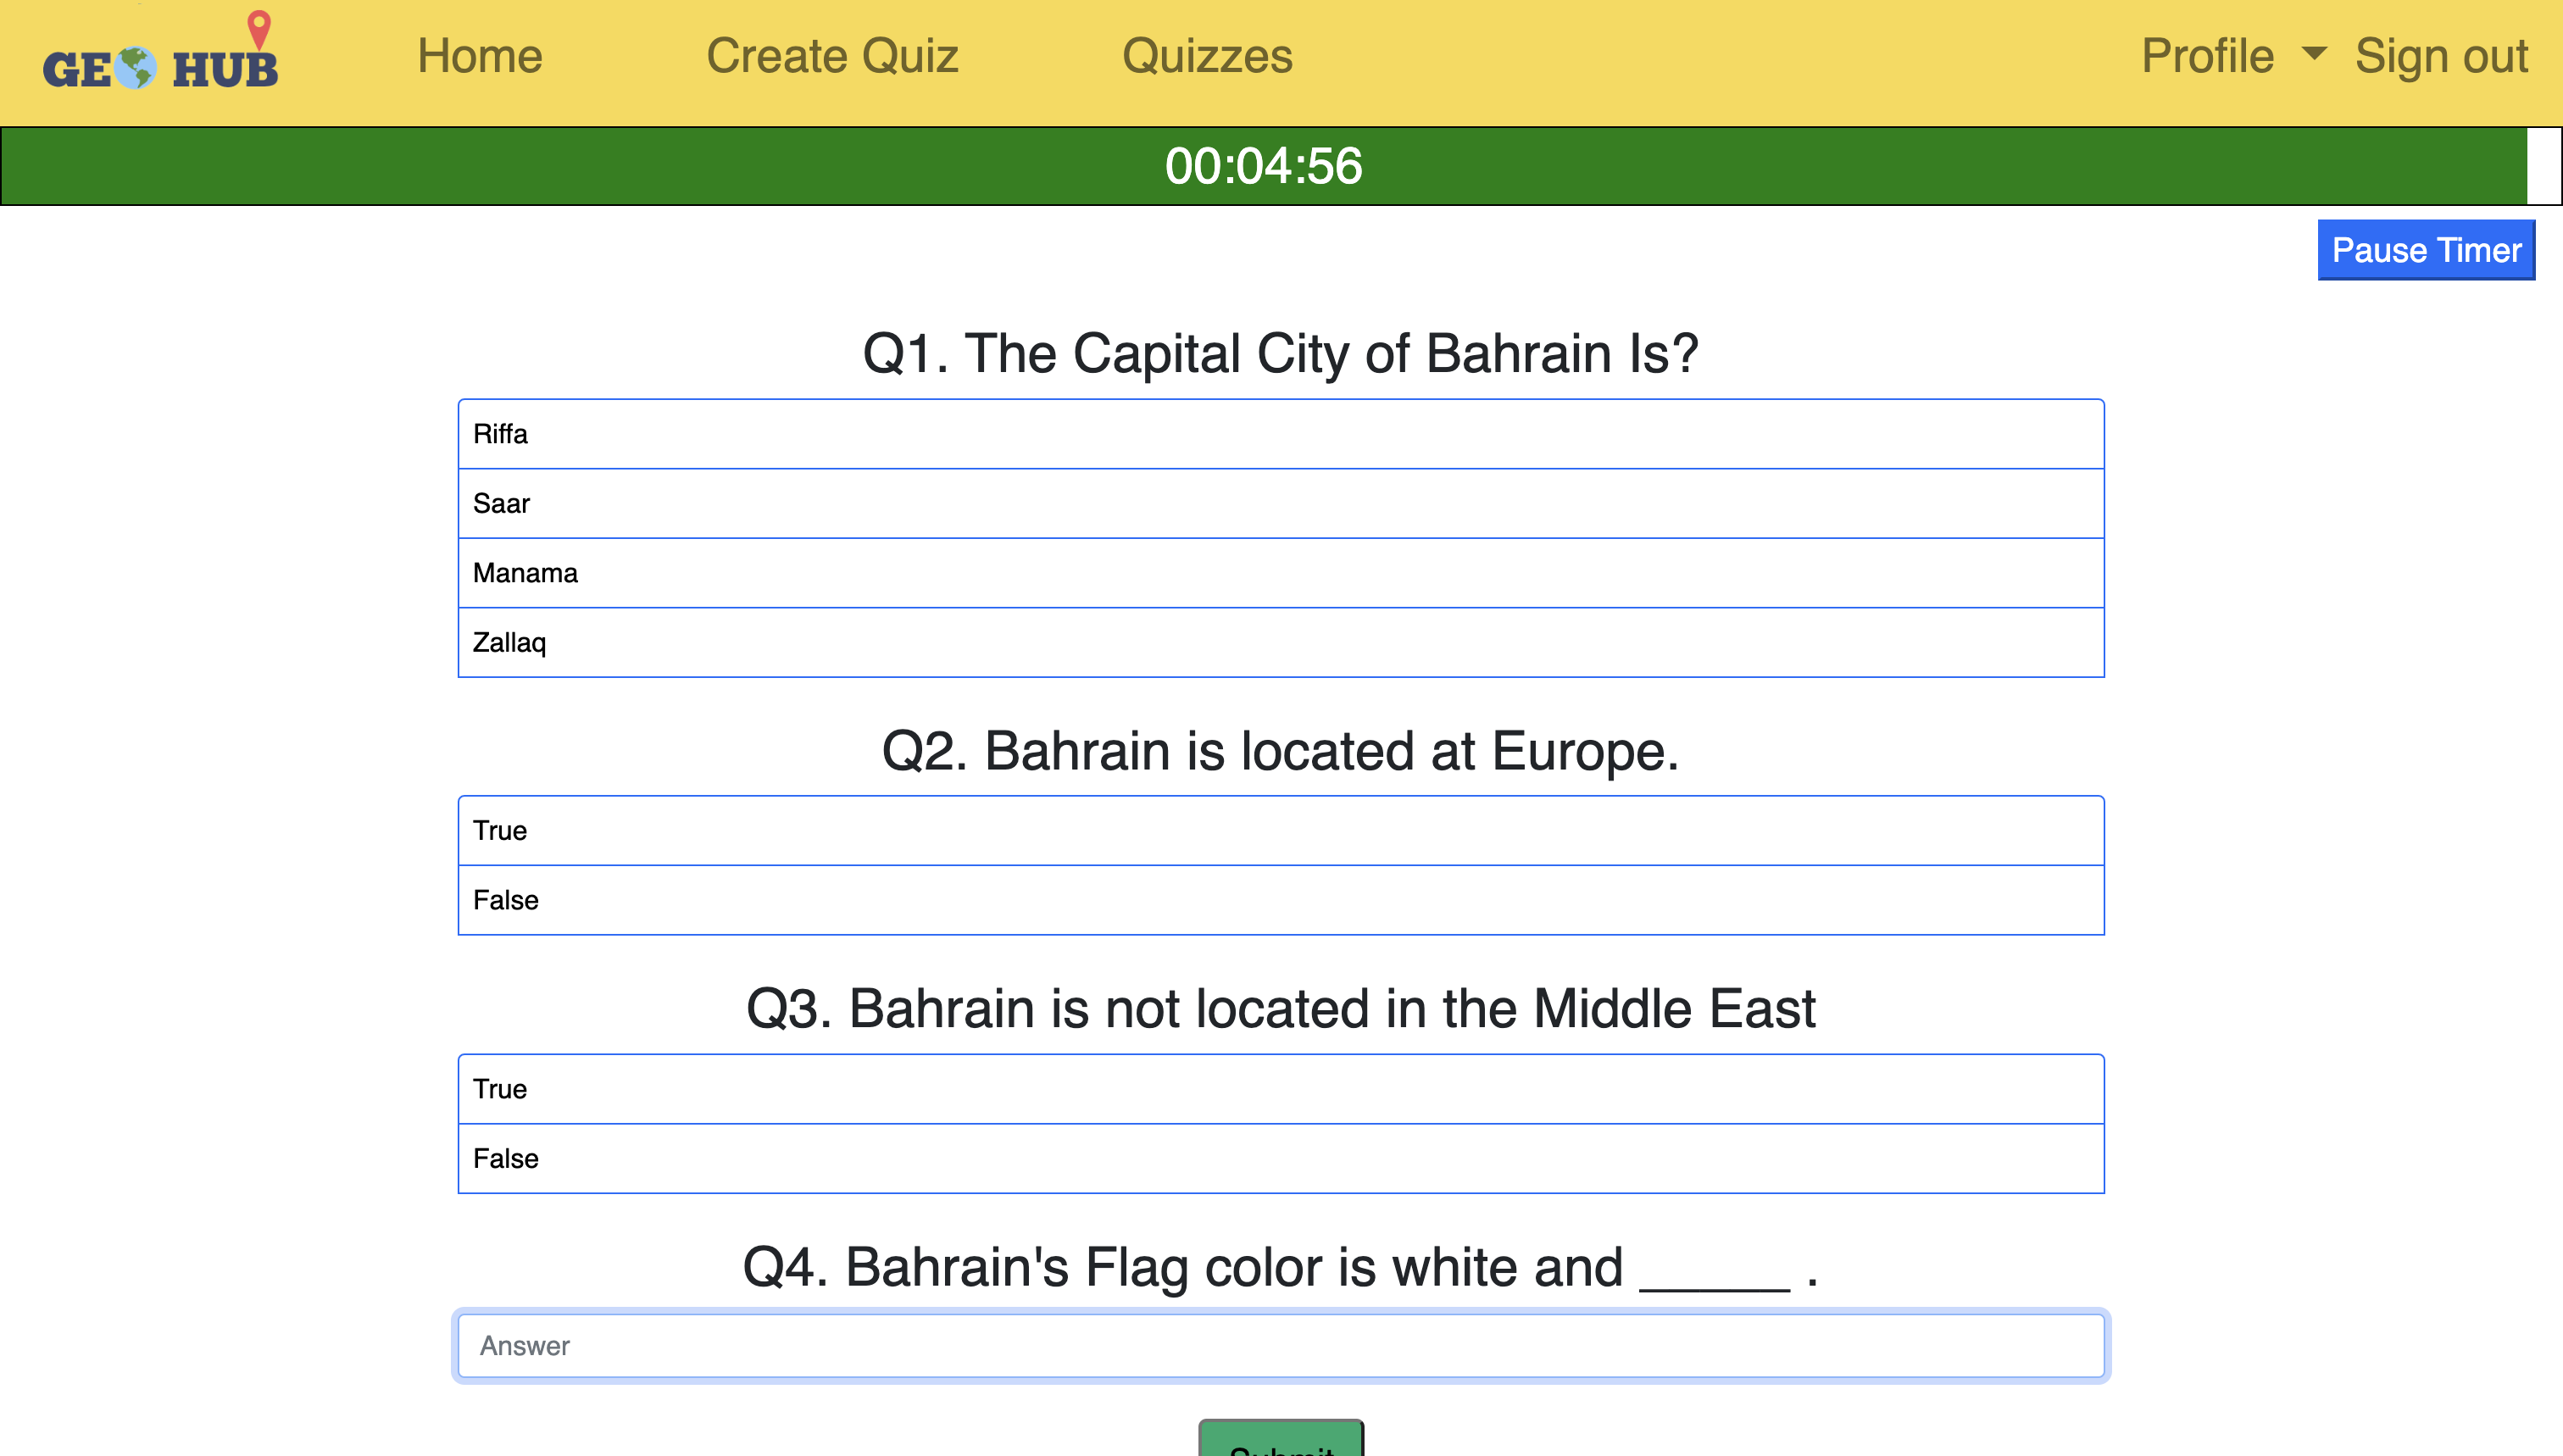 GEO HUB Home Create Quiz Quizzes Profile Sign out
00:04:56
Pause Timer
Q1. The Capital City of Bahrain Is?
Riffa
Saar
Manama
Zallaq
Q2. Bahrain is located at Europe.
True
False
Q3. Bahrain is not located in the Middle East
True
False
Q4. Bahrain's Flag color is white and _____ .
Answer
Submit